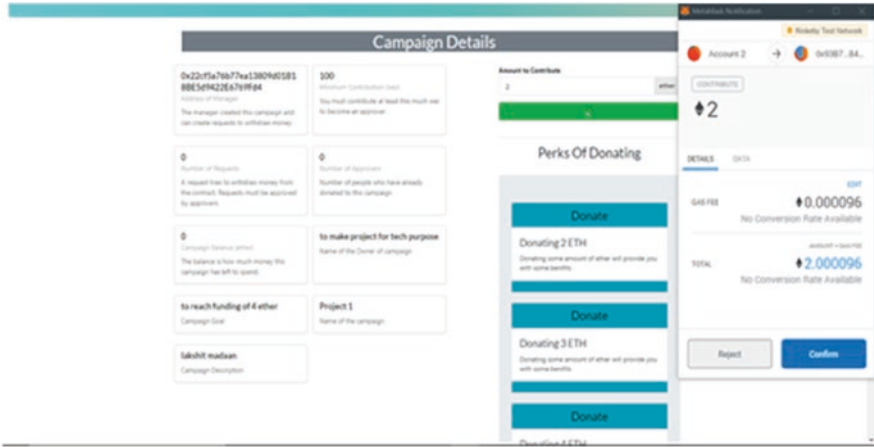 Campaign Details
0x22cf5a76b77ea13809d01B1
8BE5d9422E6769Fd4
Address of Manager
The manager created this campaign and
can create requests to withdraw money.
100
Minimum Contribution (wei)
You must contribute at least this much wei
to become an approver
0
Number of Requests
A request tries to withdraw money from
the contract. Requests must be approved
by approvers
0
Number of Approvers
Number of people who have already
donated to this campaign
0
Campaign Balance (ether)
The balance is how much money this
campaign has left to spend.
to make project for tech purpose
Name of the Owner of campaign
to reach funding of 4 ether
Campaign Goal
Project 1
Name of the campaign
lakshit madaan
Campaign Description
Amount to Contribute
2
ether
Perks Of Donating
Donate
Donating 2 ETH
Donating some amount of ether will provide you
with some benifits
Donate
Donating 3 ETH
Donating some amount of ether will provide you
with some benifits
Donate
Donating 4 ETH
MetaMask Notification
Rinkeby Test Network
Account 2
0x9387...84...
CONTRIBUTE
2
DETAILS
DATA
EDIT
GAS FEE
0.000096
No Conversion Rate Available
AMOUNT + GAS FEE
TOTAL
2.000096
No Conversion Rate Available
Reject
Confirm